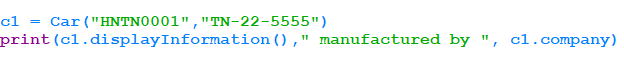 c1 = Car("HNTN0001","TN-22-5555")
print(c1.displayInformation()," manufactured by ", c1.company)